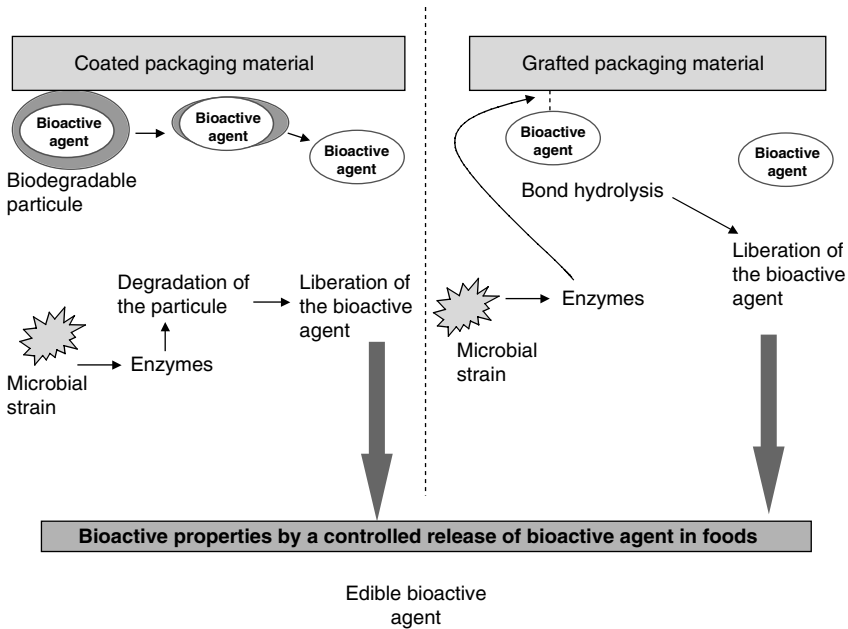 Coated packaging material
Bioactive
agent
Bioactive
agent
Bioactive
agent
Biodegradable
particule
Degradation of
the particule
Liberation of
the bioactive
agent
Enzymes
Microbial
strain
Grafted packaging material
Bioactive
agent
Bioactive
agent
Bond hydrolysis
Liberation of
the bioactive
agent
Enzymes
Microbial
strain
Bioactive properties by a controlled release of bioactive agent in foods
Edible bioactive
agent